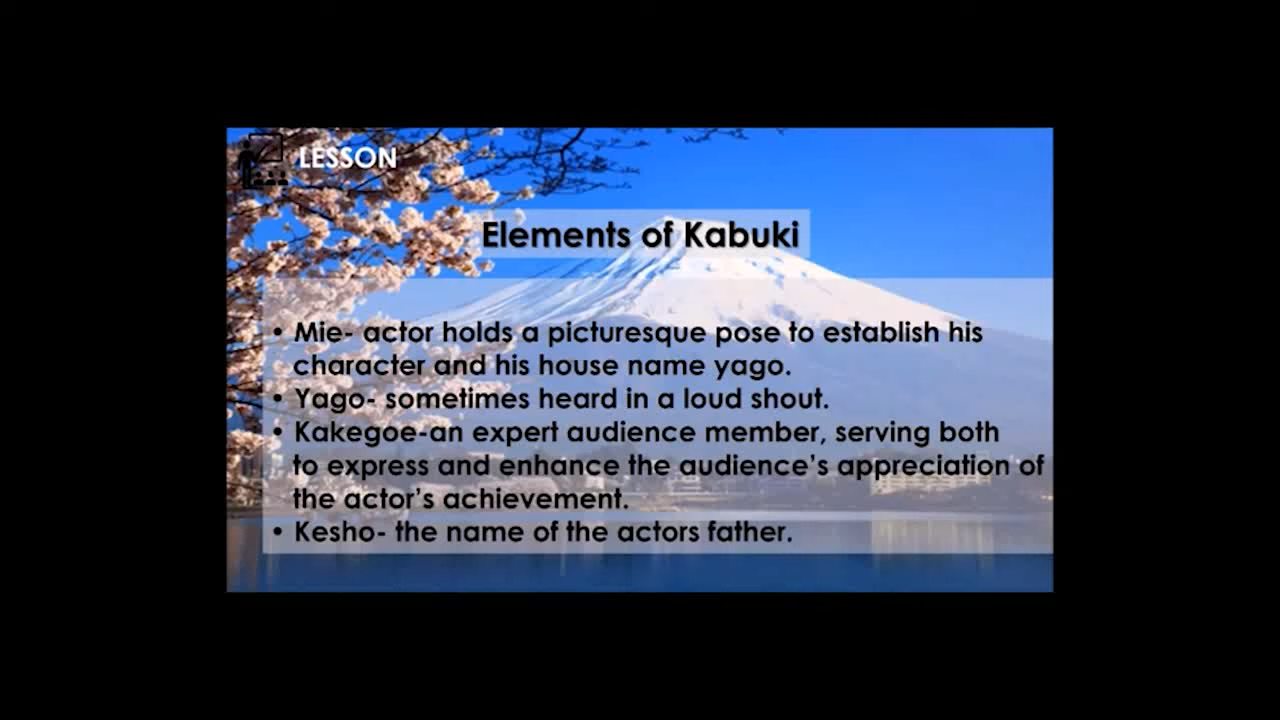 LESSON
Elements of Kabuki
• Mie- actor holds a picturesque pose to establish his
character and his house name yago.
• Yago- sometimes heard in a loud shout.
• Kakegoe-an expert audience member, serving both
to express and enhance the audience’s appreciation of
the actor’s achievement.
• Kesho- the name of the actors father.